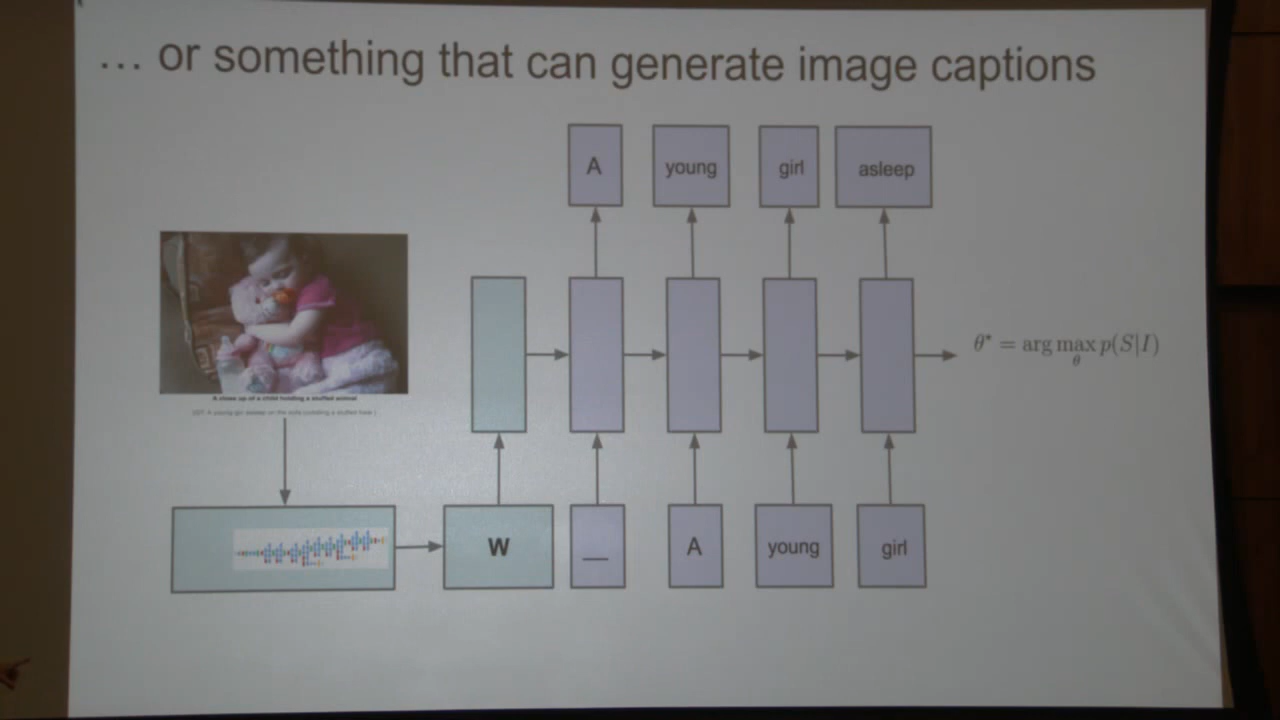 ... or something that can generate image captions
A young girl asleep
A close up of a child holding a stuffed animal
θ* = arg max p(S|I)
θ
W __ A young girl